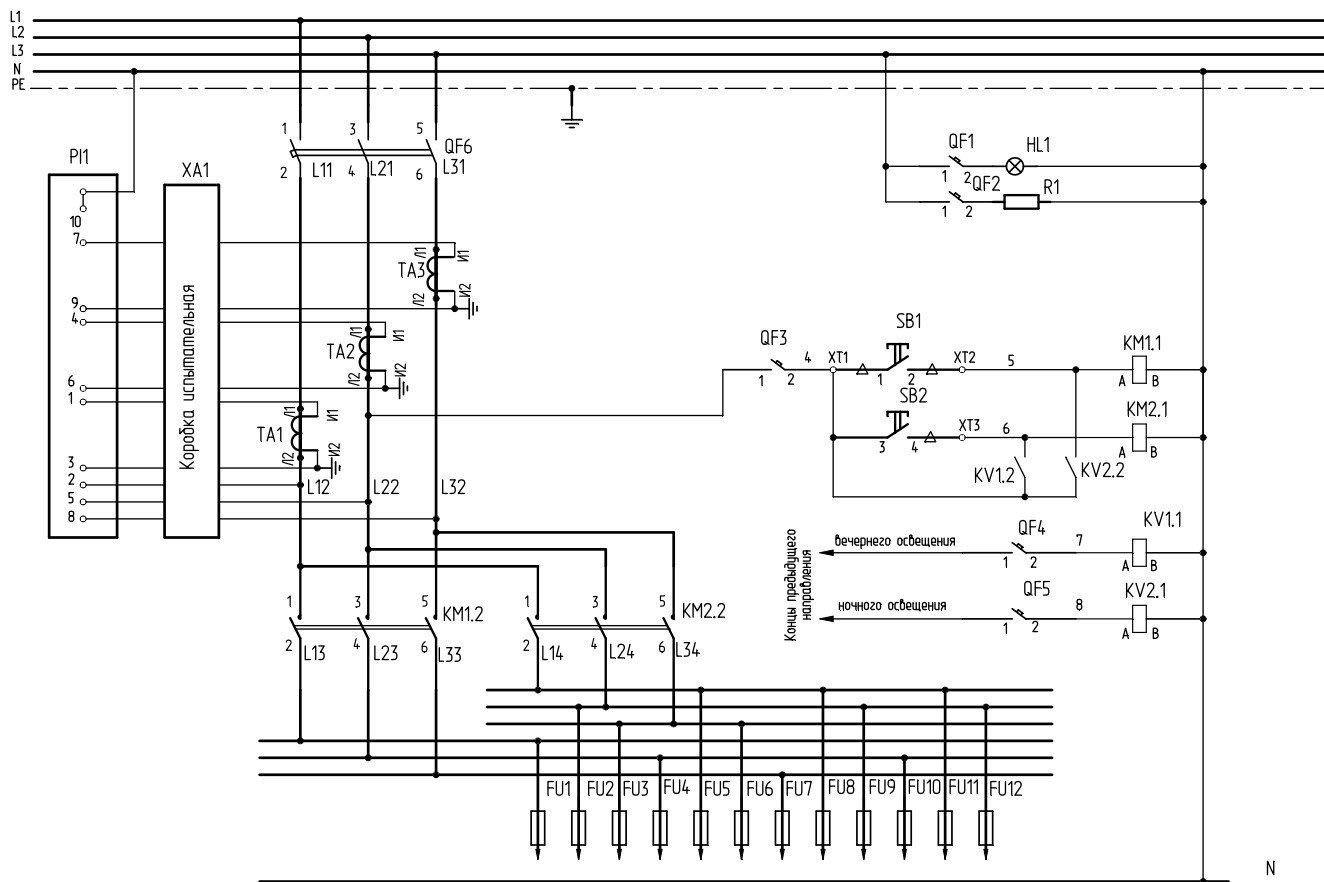 L1
L2
L3
N
PE
1 3 5 QF6
2 L11 4 L21 6 L31
QF1 HL1
1 2
QF2 R1
1 2
PI1
XA1
10
7
9
4
6
1
3
2
5
8
Коробка испытательная
TA3 Л1 И1
Л2 И2
TA2 Л1 И1
Л2 И2
TA1 Л1 И1
Л2 И2
L12 L22 L32
QF3 4 XT1 SB1 XT2 5 KM1.1
1 2 1 2 A B
SB2 XT3 6 KM2.1
3 4 A B
KV1.2 KV2.2
Концы предыдущего
направления
вечернего освещения QF4 7 KV1.1
1 2 A B
ночного освещения QF5 8 KV2.1
1 2 A B
1 3 5 KM1.2
2 L13 4 L23 6 L33
1 3 5 KM2.2
2 L14 4 L24 6 L34
FU1 FU2 FU3 FU4 FU5 FU6 FU7 FU8 FU9 FU10 FU11 FU12
N